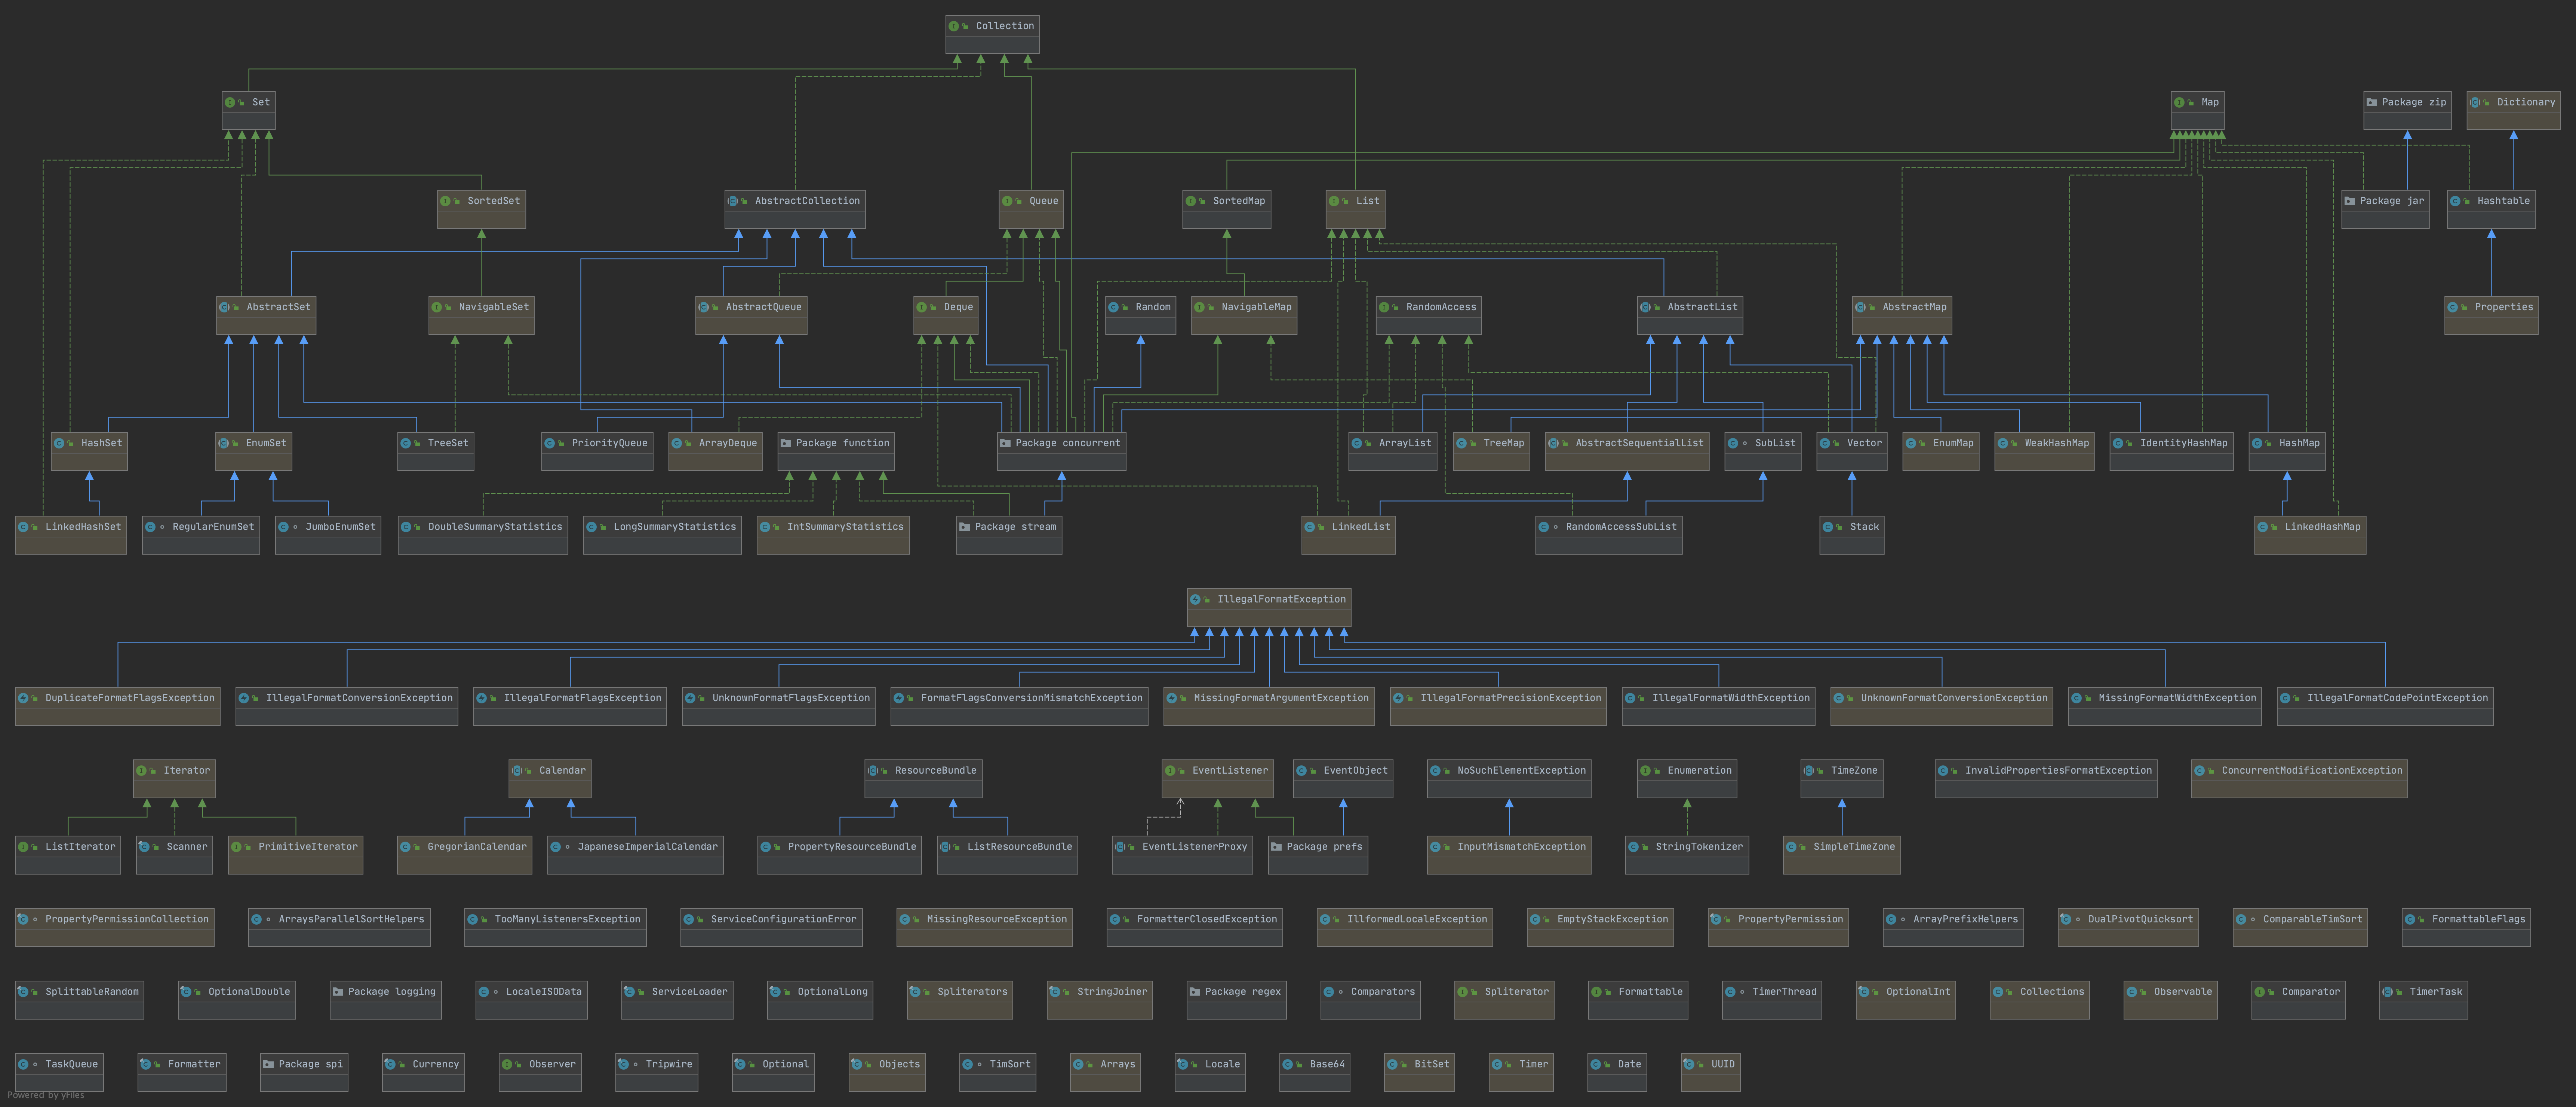 Collection
Set
Map
Package zip
Dictionary
SortedSet
AbstractCollection
Queue
SortedMap
List
Package jar
Hashtable
AbstractSet
NavigableSet
AbstractQueue
Deque
Random
NavigableMap
RandomAccess
AbstractList
AbstractMap
Properties
HashSet
EnumSet
TreeSet
PriorityQueue
ArrayDeque
Package function
Package concurrent
ArrayList
TreeMap
AbstractSequentialList
SubList
Vector
EnumMap
WeakHashMap
IdentityHashMap
HashMap
LinkedHashSet
RegularEnumSet
JumboEnumSet
DoubleSummaryStatistics
LongSummaryStatistics
IntSummaryStatistics
Package stream
LinkedList
RandomAccessSubList
Stack
LinkedHashMap
IllegalFormatException
DuplicateFormatFlagsException
IllegalFormatConversionException
IllegalFormatFlagsException
UnknownFormatFlagsException
FormatFlagsConversionMismatchException
MissingFormatArgumentException
IllegalFormatPrecisionException
IllegalFormatWidthException
UnknownFormatConversionException
MissingFormatWidthException
IllegalFormatCodePointException
Iterator
Calendar
ResourceBundle
EventListener
EventObject
NoSuchElementException
Enumeration
TimeZone
InvalidPropertiesFormatException
ConcurrentModificationException
ListIterator
Scanner
PrimitiveIterator
GregorianCalendar
JapaneseImperialCalendar
PropertyResourceBundle
ListResourceBundle
EventListenerProxy
Package prefs
InputMismatchException
StringTokenizer
SimpleTimeZone
PropertyPermissionCollection
ArraysParallelSortHelpers
TooManyListenersException
ServiceConfigurationError
MissingResourceException
FormatterClosedException
IllformedLocaleException
EmptyStackException
PropertyPermission
ArrayPrefixHelpers
DualPivotQuicksort
ComparableTimSort
FormattableFlags
SplittableRandom
OptionalDouble
Package logging
LocaleISOData
ServiceLoader
OptionalLong
Spliterators
StringJoiner
Package regex
Comparators
Spliterator
Formattable
TimerThread
OptionalInt
Collections
Observable
Comparator
TimerTask
TaskQueue
Formatter
Package spi
Currency
Observer
Tripwire
Optional
Objects
TimSort
Arrays
Locale
Base64
BitSet
Timer
Date
UUID
Powered by yFiles